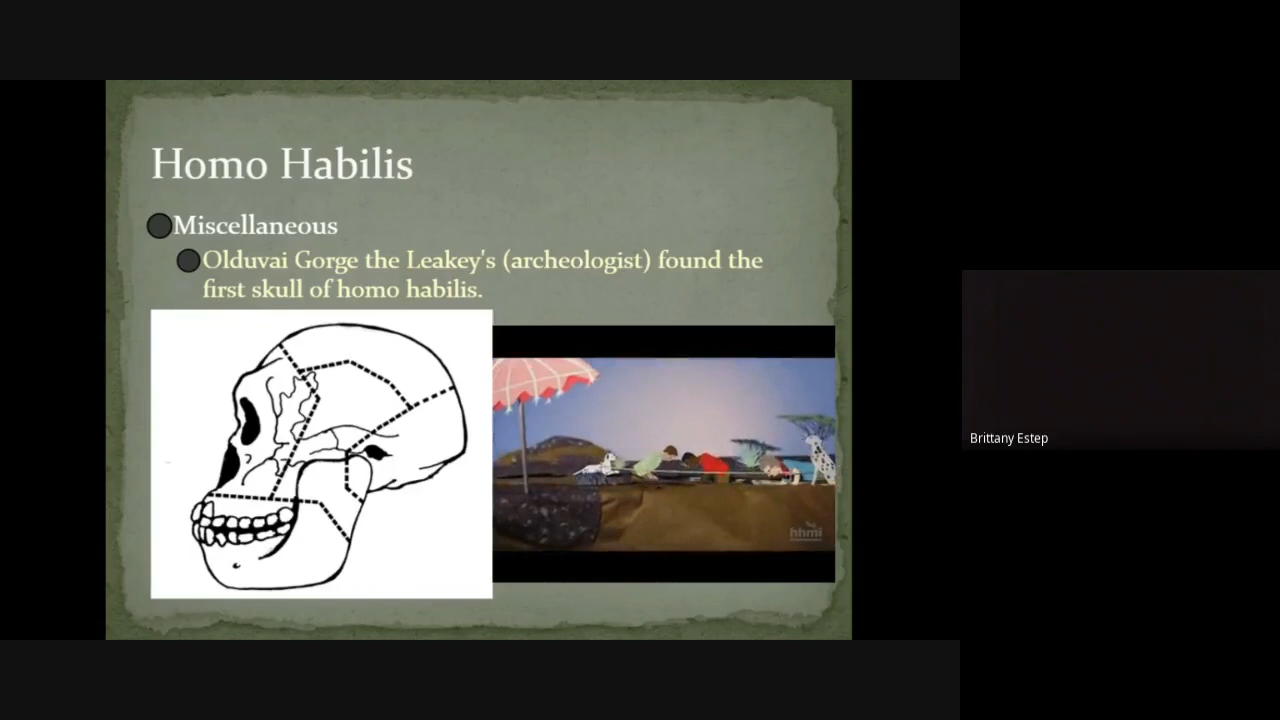 Homo Habilis
Miscellaneous
Olduvai Gorge the Leakey's (archeologist) found the
first skull of homo habilis.
hhmi
Brittany Estep